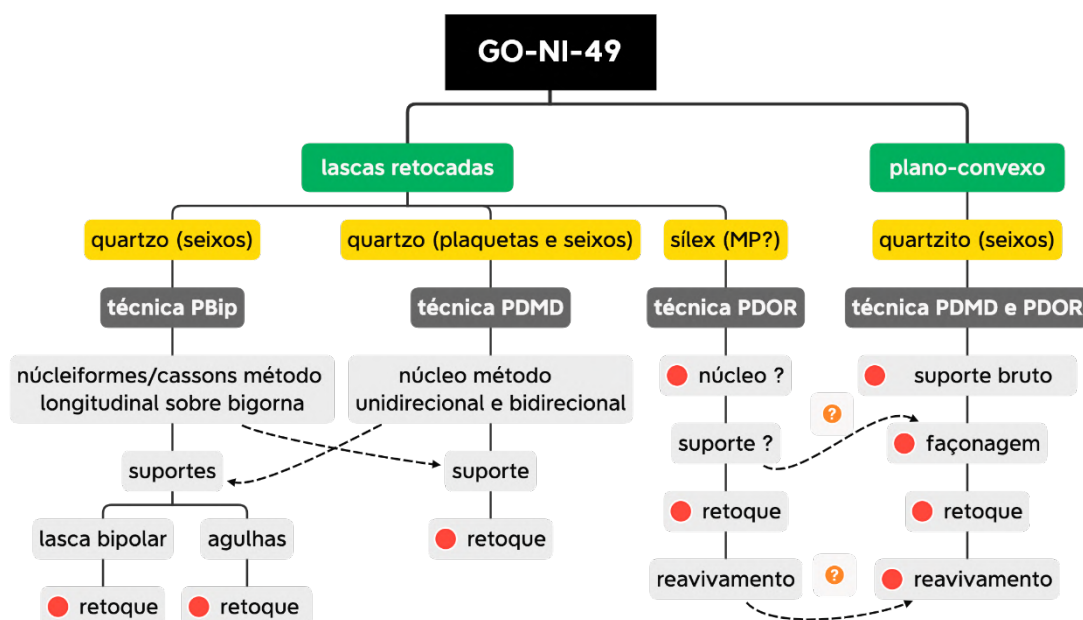 GO-NI-49
lascas retocadas
plano-convexo
quartzo (seixos)
quartzo (plaquetas e seixos)
sílex (MP?)
quartzito (seixos)
técnica PBip
técnica PDMD
técnica PDOR
técnica PDMD e PDOR
núcleiformes/cassons método
longitudinal sobre bigorna
núcleo método
unidirecional e bidirecional
núcleo ?
suporte bruto
?
suportes
suporte
suporte ?
façonagem
lasca bipolar
agulhas
retoque
retoque
retoque
retoque
retoque
reavivamento
?
reavivamento